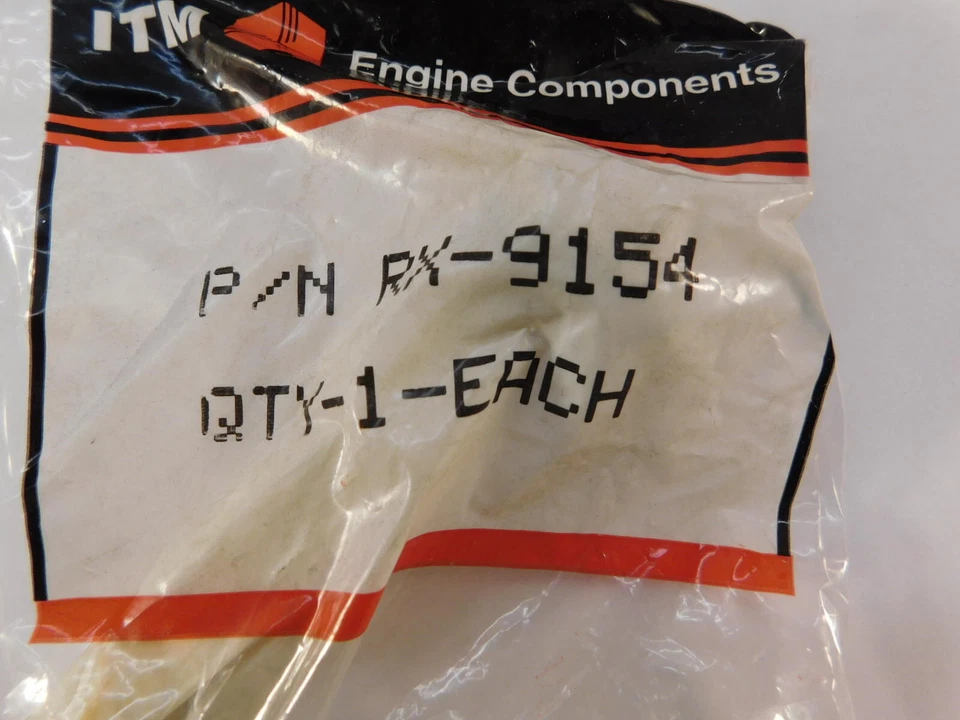 ITM
Engine Components
P/N RX-9154
QTY-1-EACH